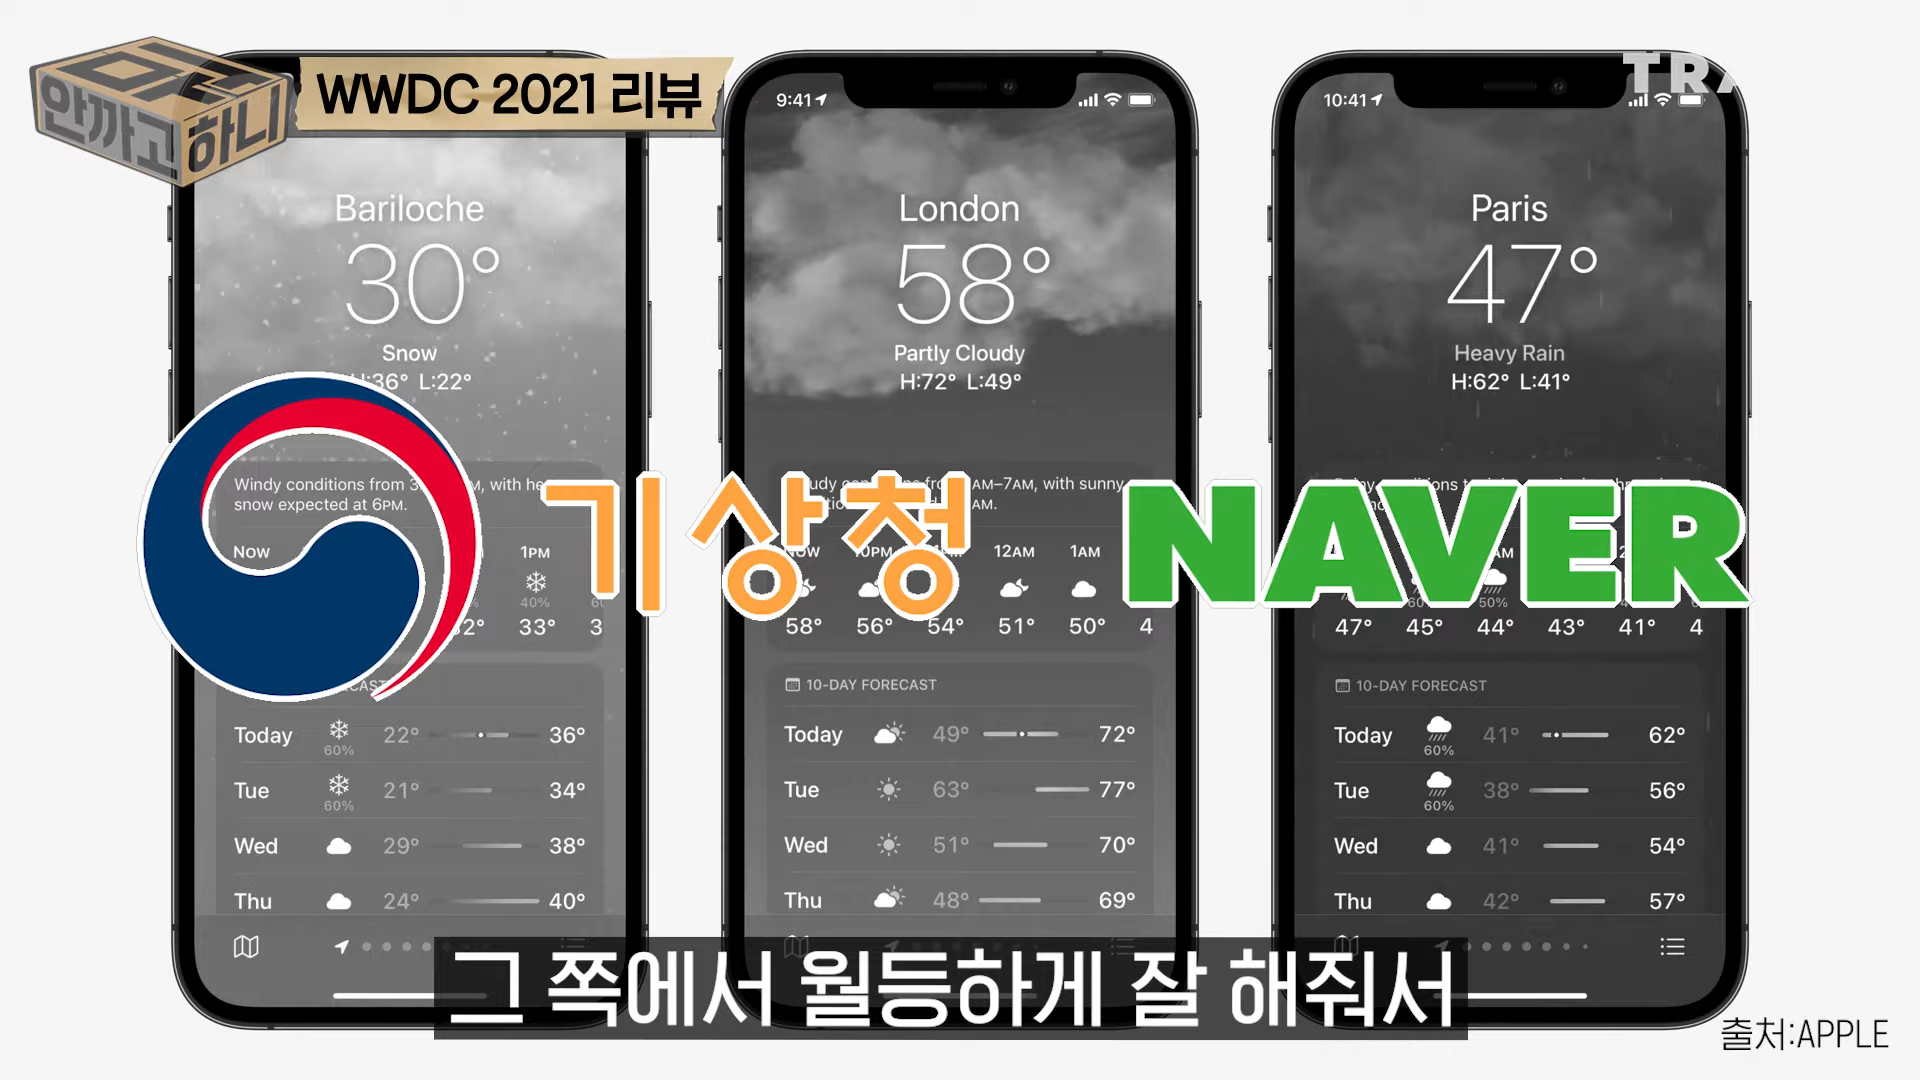 안까고
하니
WWDC 2021 리뷰
TRA
Bariloche
30°
Snow
H:36° L:22°
Windy conditions from 3
snow expected at 6PM.
Now
1PM
40%
32° 33° 3
Today 60% 22° 36°
Tue 60% 21° 34°
Wed 29° 38°
Thu 24° 40°
9:41
London
58°
Partly Cloudy
H:72° L:49°
AM–7AM, with sunny
12AM 1AM
58° 56° 54° 51° 50° 4
10-DAY FORECAST
Today 49° 72°
Tue 63° 77°
Wed 51° 70°
Thu 48° 69°
10:41
Paris
47°
Heavy Rain
H:62° L:41°
50%
47° 45° 44° 43° 41° 4
10-DAY FORECAST
Today 60% 41° 62°
Tue 60% 38° 56°
Wed 41° 54°
Thu 42° 57°
기상청 NAVER
그 쪽에서 월등하게 잘 해줘서
출처:APPLE